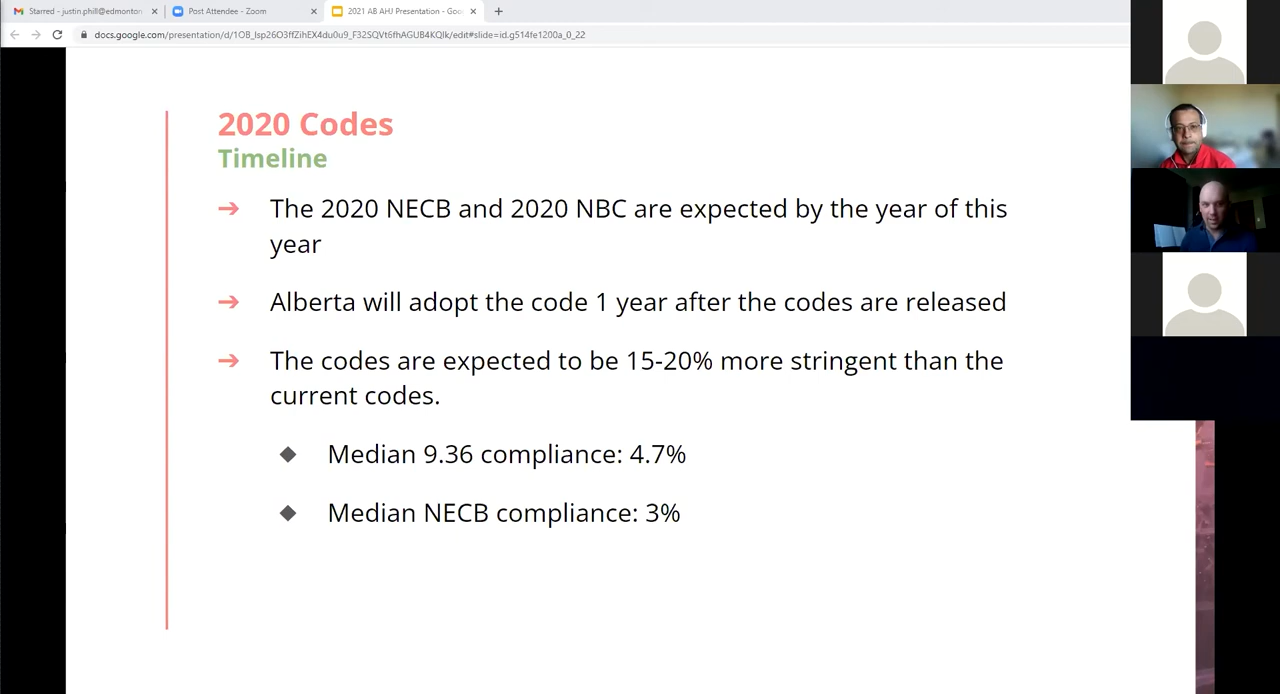 Starred - justin.phill@edmonton
Post Attendee - Zoom
2021 AB AHJ Presentation - Goo
docs.google.com/presentation/d/1OB_lsp26O3ffZihEX4du0u9_F32SQVt6fhAGUB4KQlk/edit#slide=id.g514fe1200a_0_22
2020 Codes
Timeline
➔ The 2020 NECB and 2020 NBC are expected by the year of this
year
➔ Alberta will adopt the code 1 year after the codes are released
➔ The codes are expected to be 15-20% more stringent than the
current codes.
◆ Median 9.36 compliance: 4.7%
◆ Median NECB compliance: 3%